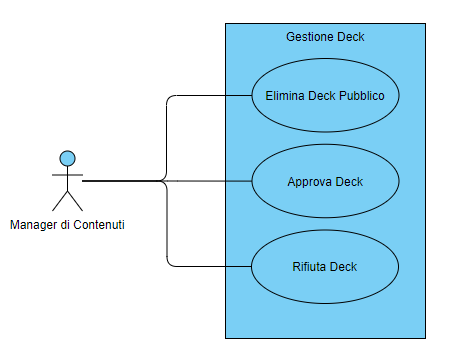 Gestione Deck
Elimina Deck Pubblico
Approva Deck
Manager di Contenuti
Rifiuta Deck